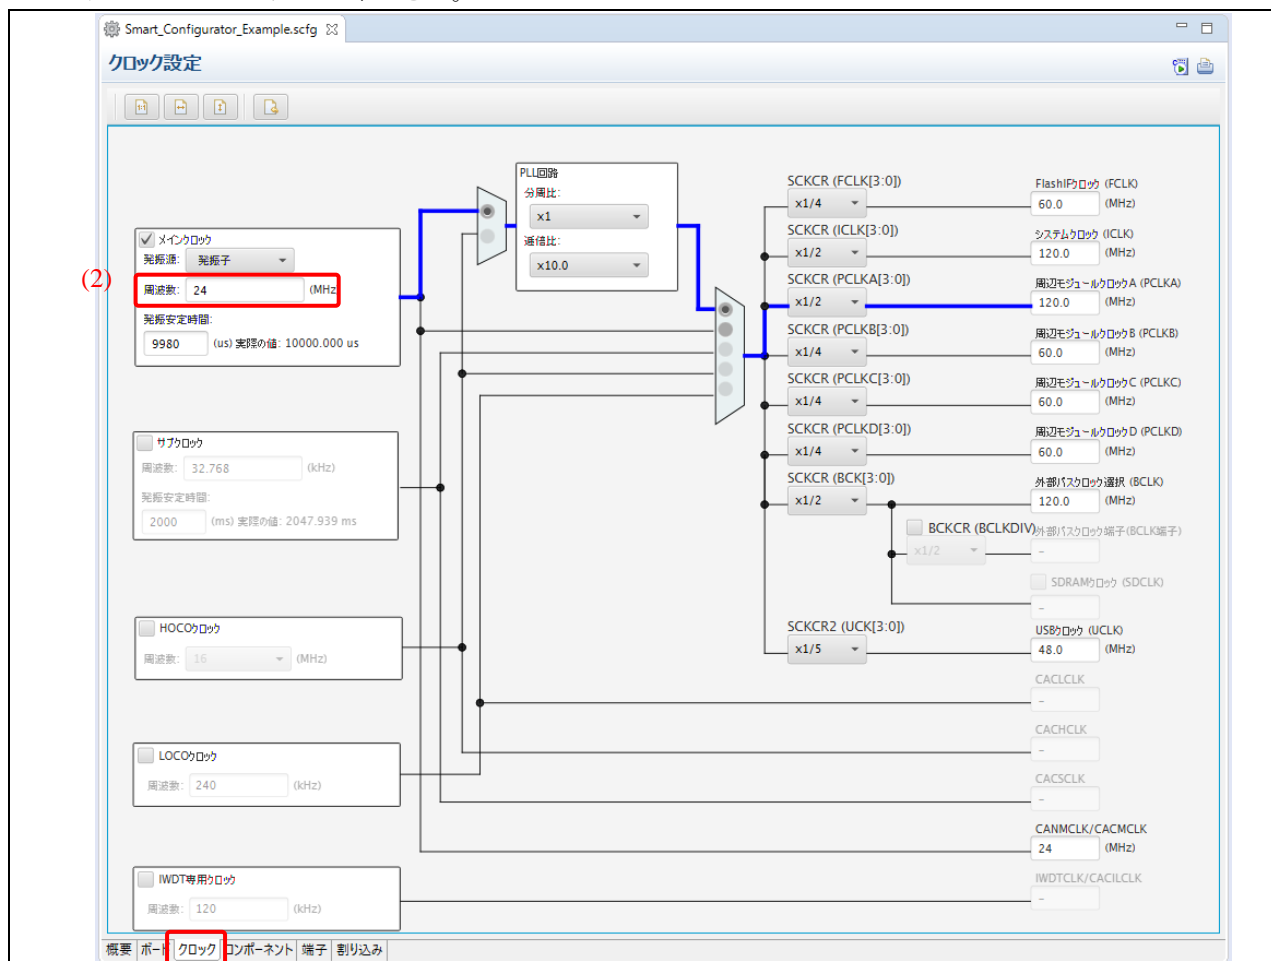 Smart_Configurator_Example.scfg
クロック設定
PLL回路
分周比:
x1
逓倍比:
x10.0
メインクロック
発振源: 発振子
(2)
周波数: 24 (MHz
発振安定時間:
9980 (us) 実際の値: 10000.000 us
サブクロック
周波数: 32.768 (kHz)
発振安定時間:
2000 (ms) 実際の値: 2047.939 ms
HOCOクロック
周波数: 16 (MHz)
LOCOクロック
周波数: 240 (kHz)
IWDT専用クロック
周波数: 120 (kHz)
SCKCR (FCLK[3:0])
x1/4
FlashIFクロック (FCLK)
60.0 (MHz)
SCKCR (ICLK[3:0])
x1/2
システムクロック (ICLK)
120.0 (MHz)
SCKCR (PCLKA[3:0])
x1/2
周辺モジュールクロックA (PCLKA)
120.0 (MHz)
SCKCR (PCLKB[3:0])
x1/4
周辺モジュールクロックB (PCLKB)
60.0 (MHz)
SCKCR (PCLKC[3:0])
x1/4
周辺モジュールクロックC (PCLKC)
60.0 (MHz)
SCKCR (PCLKD[3:0])
x1/4
周辺モジュールクロックD (PCLKD)
60.0 (MHz)
SCKCR (BCK[3:0])
x1/2
外部バスクロック選択 (BCLK)
120.0 (MHz)
BCKCR (BCLKDIV)
x1/2
外部バスクロック端子(BCLK端子)
-
SDRAMクロック (SDCLK)
-
SCKCR2 (UCK[3:0])
x1/5
USBクロック (UCLK)
48.0 (MHz)
CACLCLK
-
CACHCLK
-
CACSCLK
-
CANMCLK/CACMCLK
24 (MHz)
IWDTCLK/CACILCLK
-
概要 ボード クロック コンポーネント 端子 割り込み